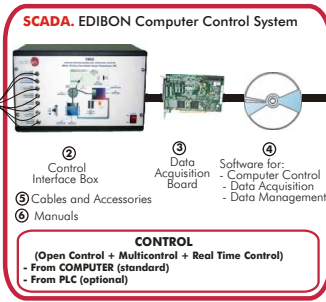 SCADA. EDIBON Computer Control System
②
Control
Interface Box
③
Data
Acquisition
Board
④
Software for:
- Computer Control
- Data Acquisition
- Data Management
⑤ Cables and Accessories
⑥ Manuals
CONTROL
(Open Control + Multicontrol + Real Time Control)
- From COMPUTER (standard)
- From PLC (optional)